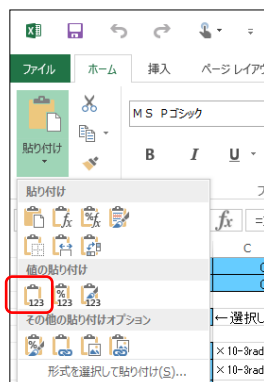 ファイル ホーム 挿入 ページ レイアウ
貼り付け
MS Pゴシック
B I U
貼り付け
fx %fx
fx =
C
値の貼り付け
123 % 123 123
その他の貼り付けオプション
←選択し
形式を選択して貼り付け(S)...
×10-3rad
×10-3rad